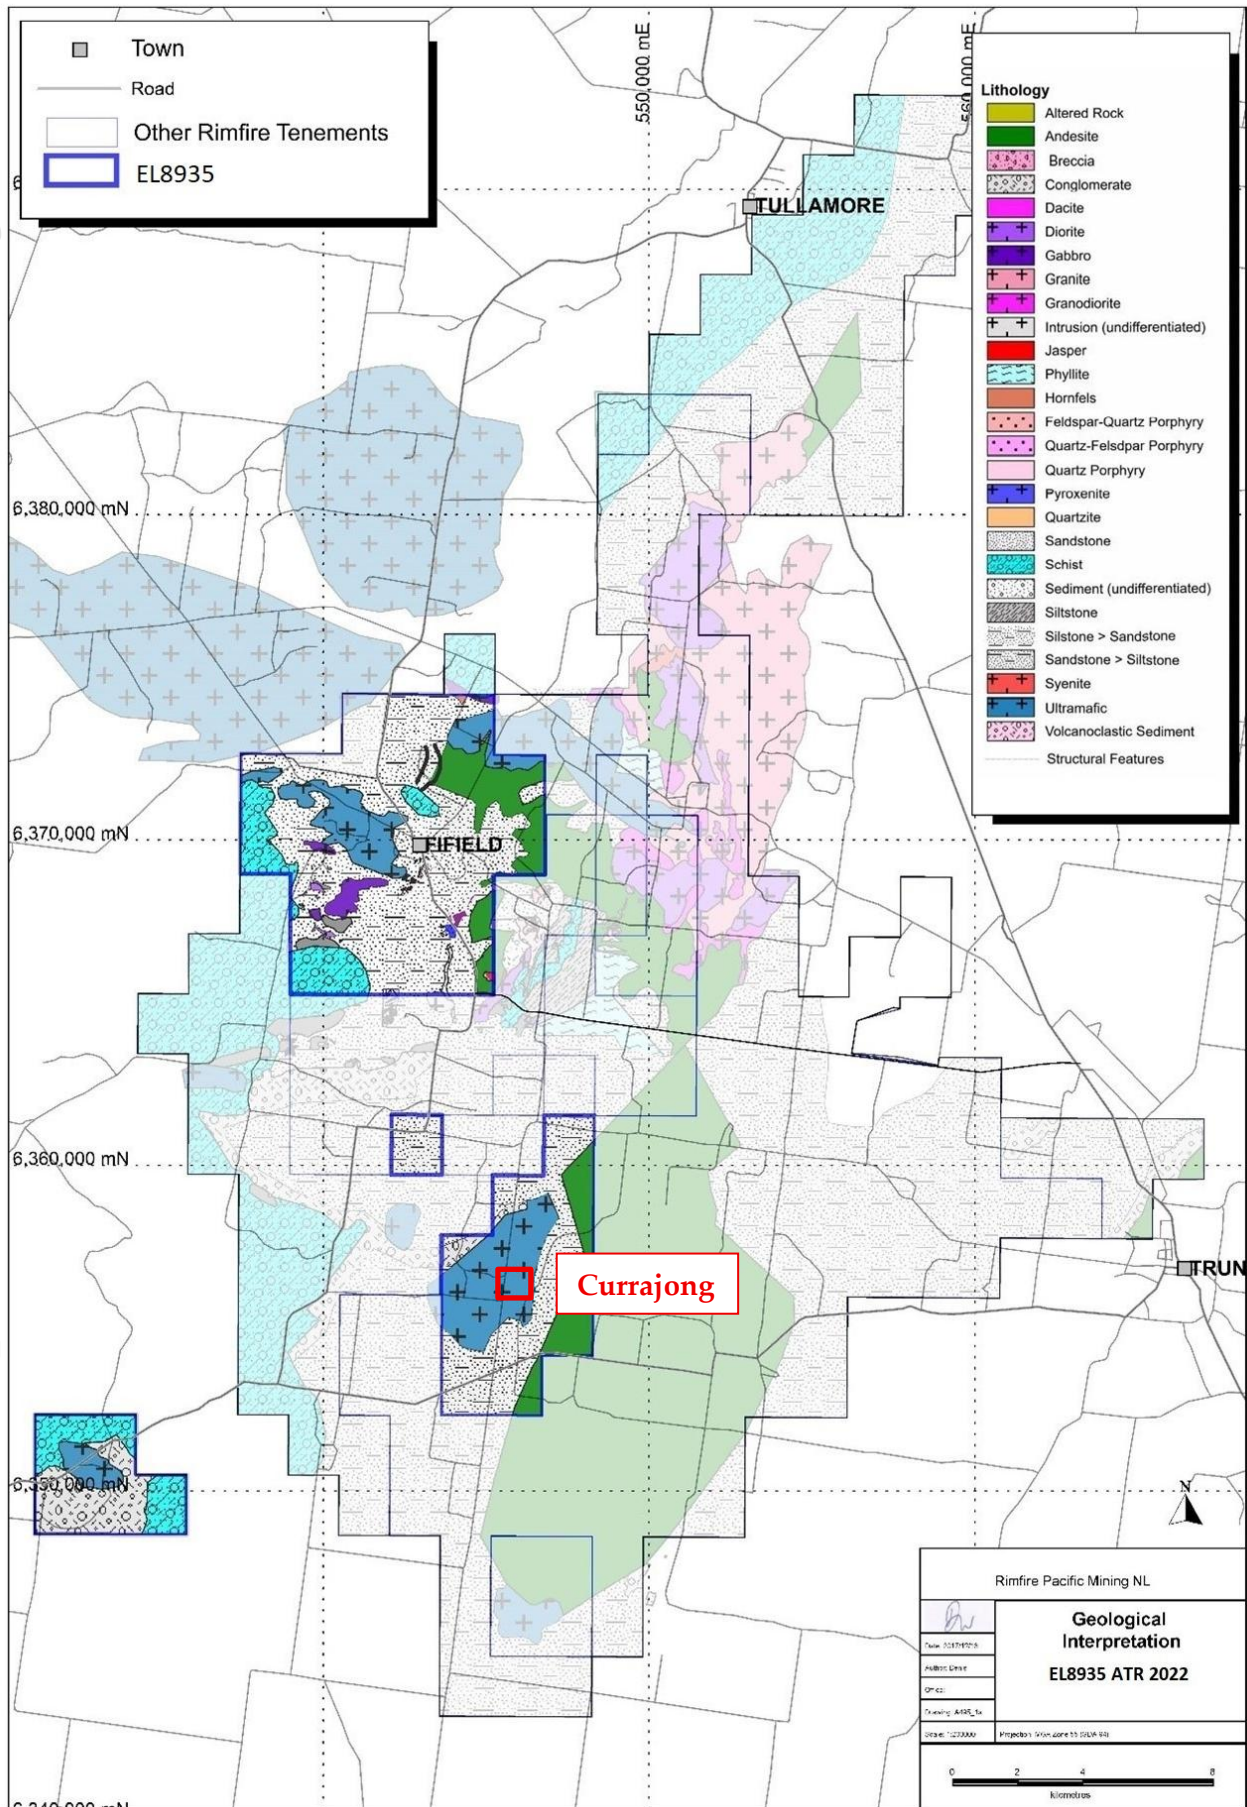 Town
Road
Other Rimfire Tenements
EL8935
550,000 mE
560,000 mE
Lithology
Altered Rock
Andesite
Breccia
Conglomerate
Dacite
Diorite
Gabbro
Granite
Granodiorite
Intrusion (undifferentiated)
Jasper
Phyllite
Hornfels
Feldspar-Quartz Porphyry
Quartz-Felsdpar Porphyry
Quartz Porphyry
Pyroxenite
Quartzite
Sandstone
Schist
Sediment (undifferentiated)
Siltstone
Silstone > Sandstone
Sandstone > Siltstone
Syenite
Ultramafic
Volcanoclastic Sediment
Structural Features
TULLAMORE
6,380,000 mN
6,370,000 mN
FIFIELD
6,360,000 mN
Currajong
TRUN
6,350,000 mN
N
Rimfire Pacific Mining NL
Geological
Interpretation
EL8935 ATR 2022
0 2 4 8
kilometres